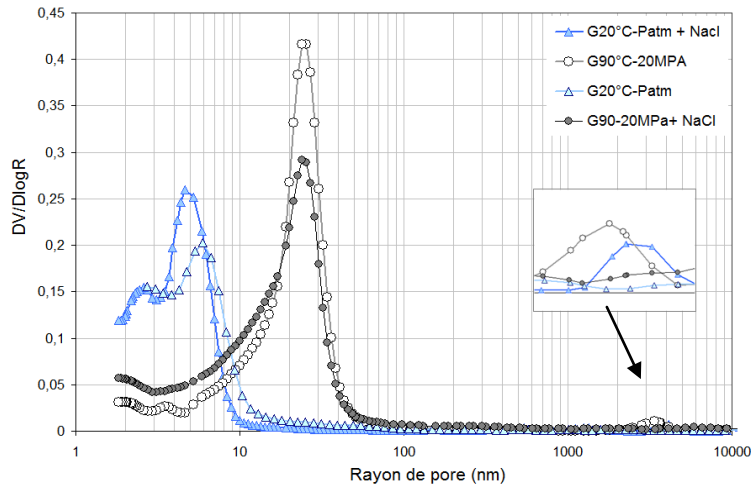 0,45
0,4
0,35
0,3
0,25
0,2
0,15
0,1
0,05
0
DV/DlogR
G20°C-Patm + Nacl
G90°C-20MPA
G20°C-Patm
G90-20MPa+ NaCl
1
10
100
1000
10000
Rayon de pore (nm)